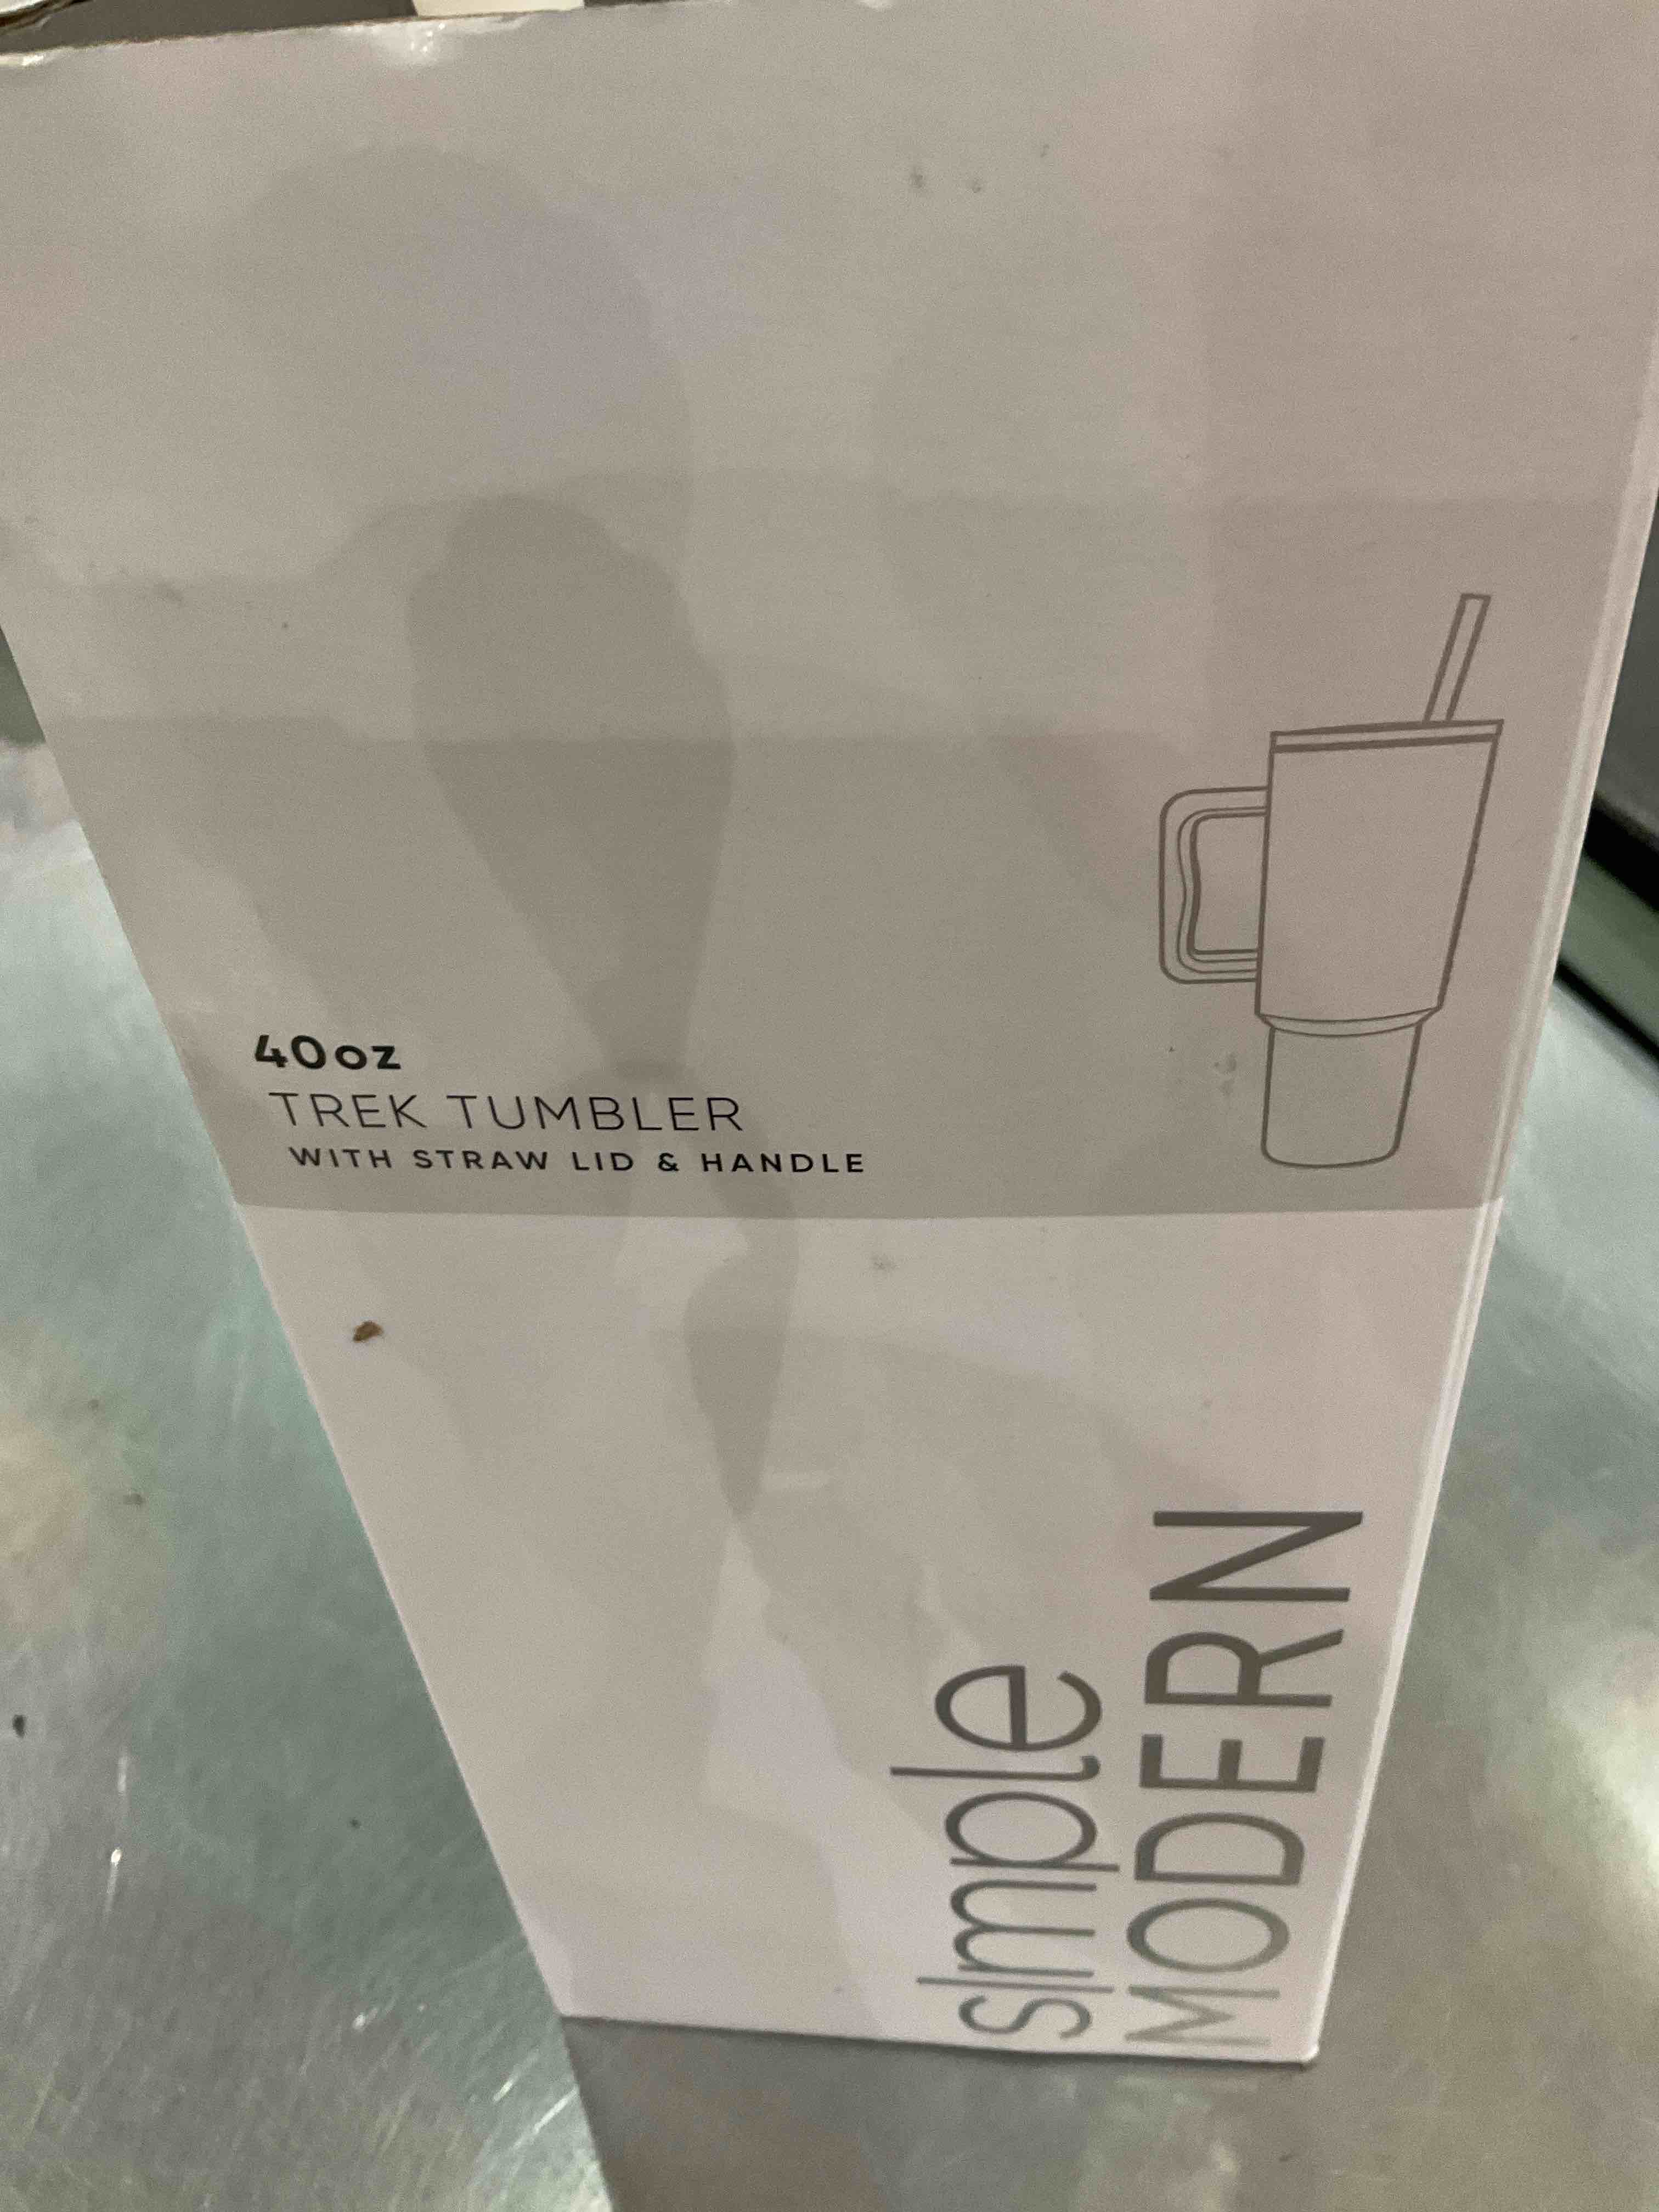 40oz
TREK TUMBLER
WITH STRAW LID & HANDLE
simple
MODERN